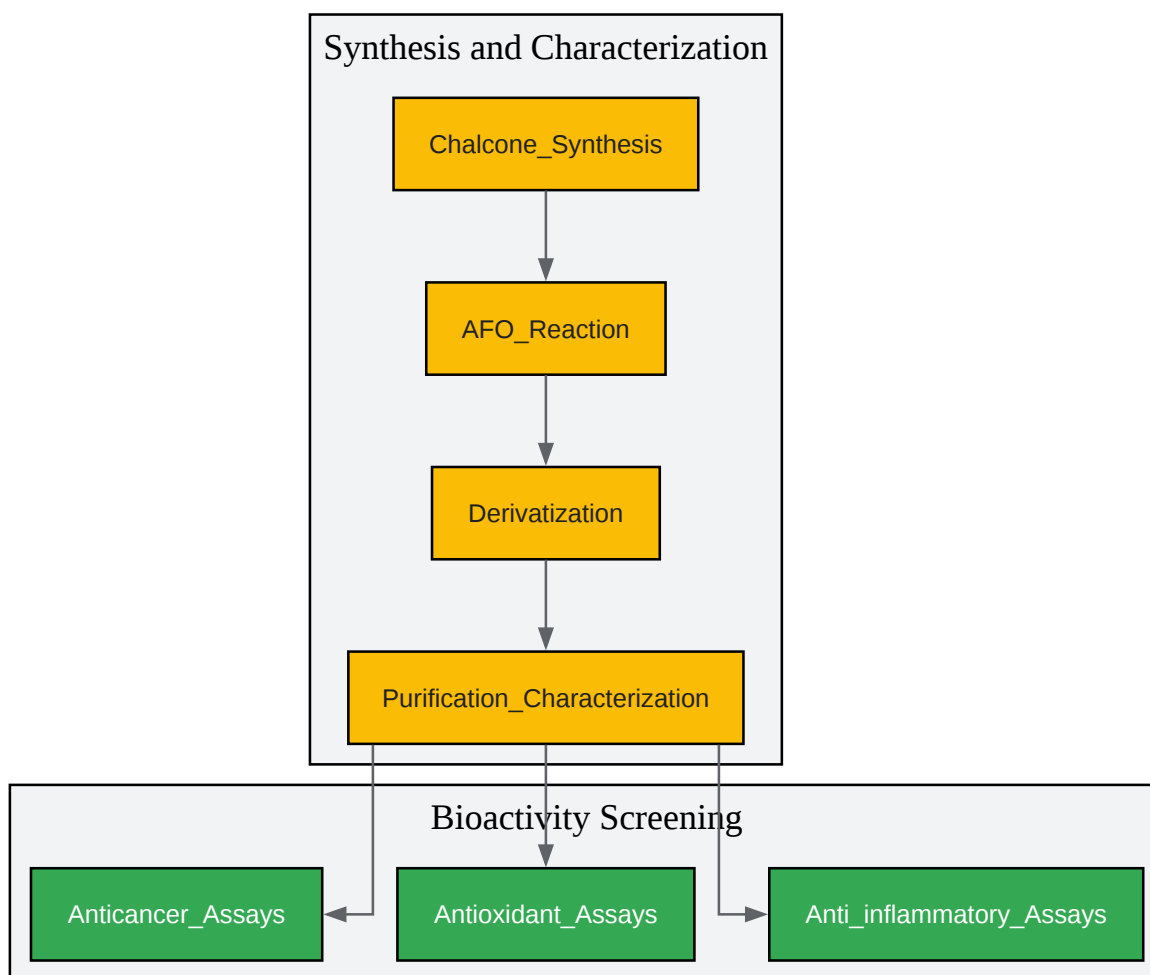 Synthesis and Characterization
Chalcone_Synthesis
AFO_Reaction
Derivatization
Purification_Characterization
Bioactivity Screening
Anticancer_Assays
Antioxidant_Assays
Anti_inflammatory_Assays